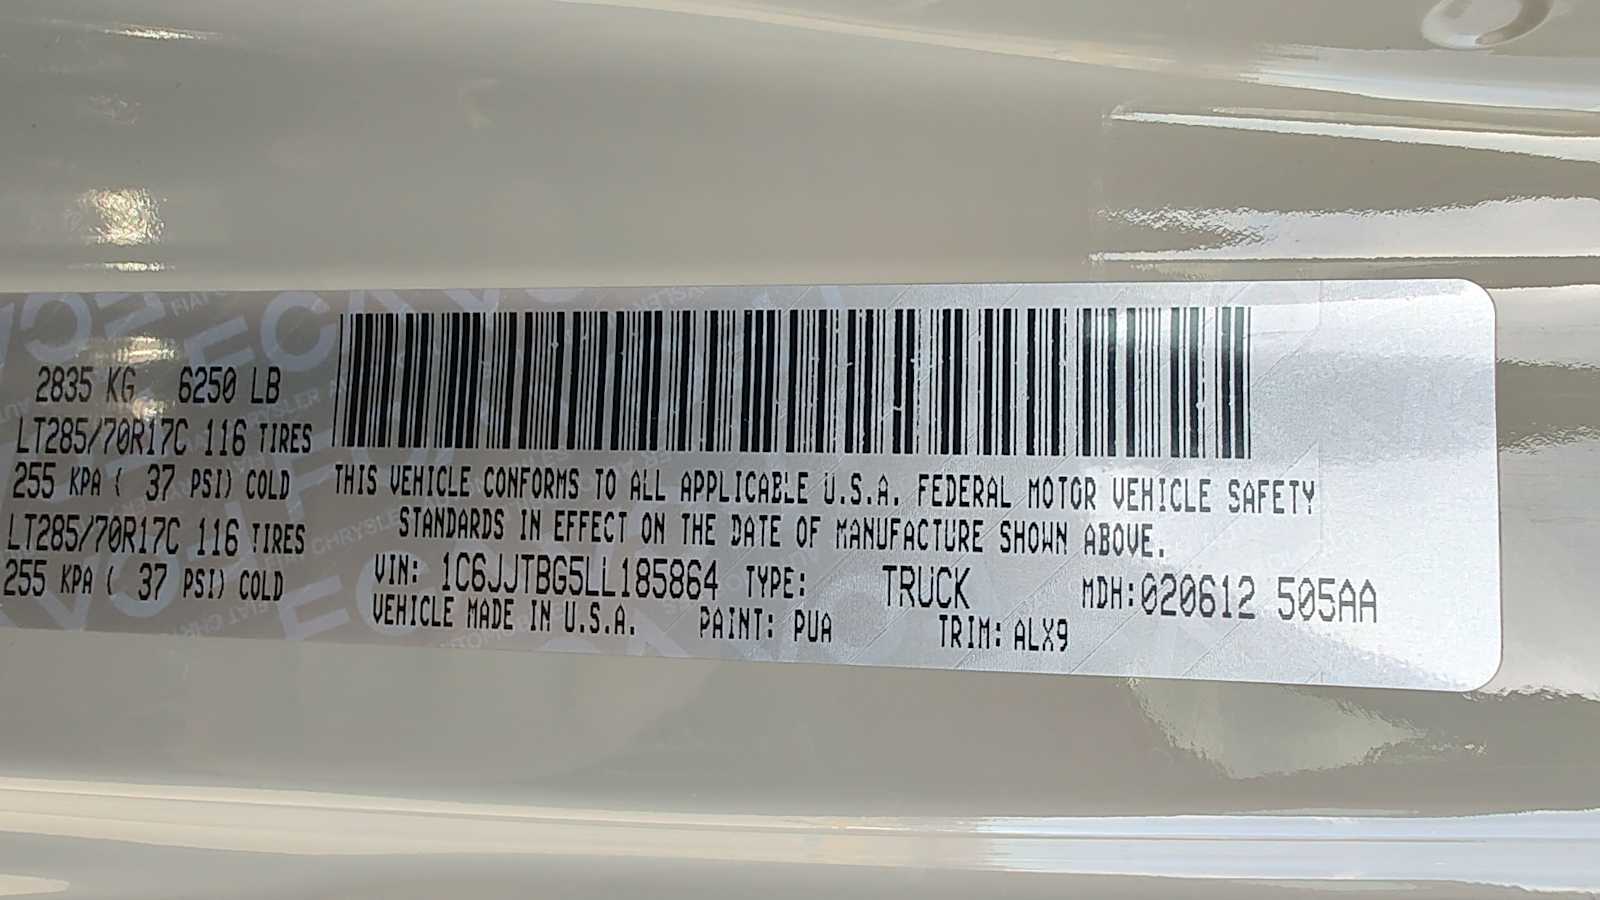 2835 KG 6250 LB
LT285/70R17C 116 TIRES
255 KPA ( 37 PSI) COLD
LT285/70R17C 116 TIRES
255 KPA ( 37 PSI) COLD
THIS VEHICLE CONFORMS TO ALL APPLICABLE U.S.A. FEDERAL MOTOR VEHICLE SAFETY
STANDARDS IN EFFECT ON THE DATE OF MANUFACTURE SHOWN ABOVE.
VIN: 1C6JJTBG5LL185864 TYPE: TRUCK MDH:020612 505AA
VEHICLE MADE IN U.S.A. PAINT: PUA TRIM: ALX9